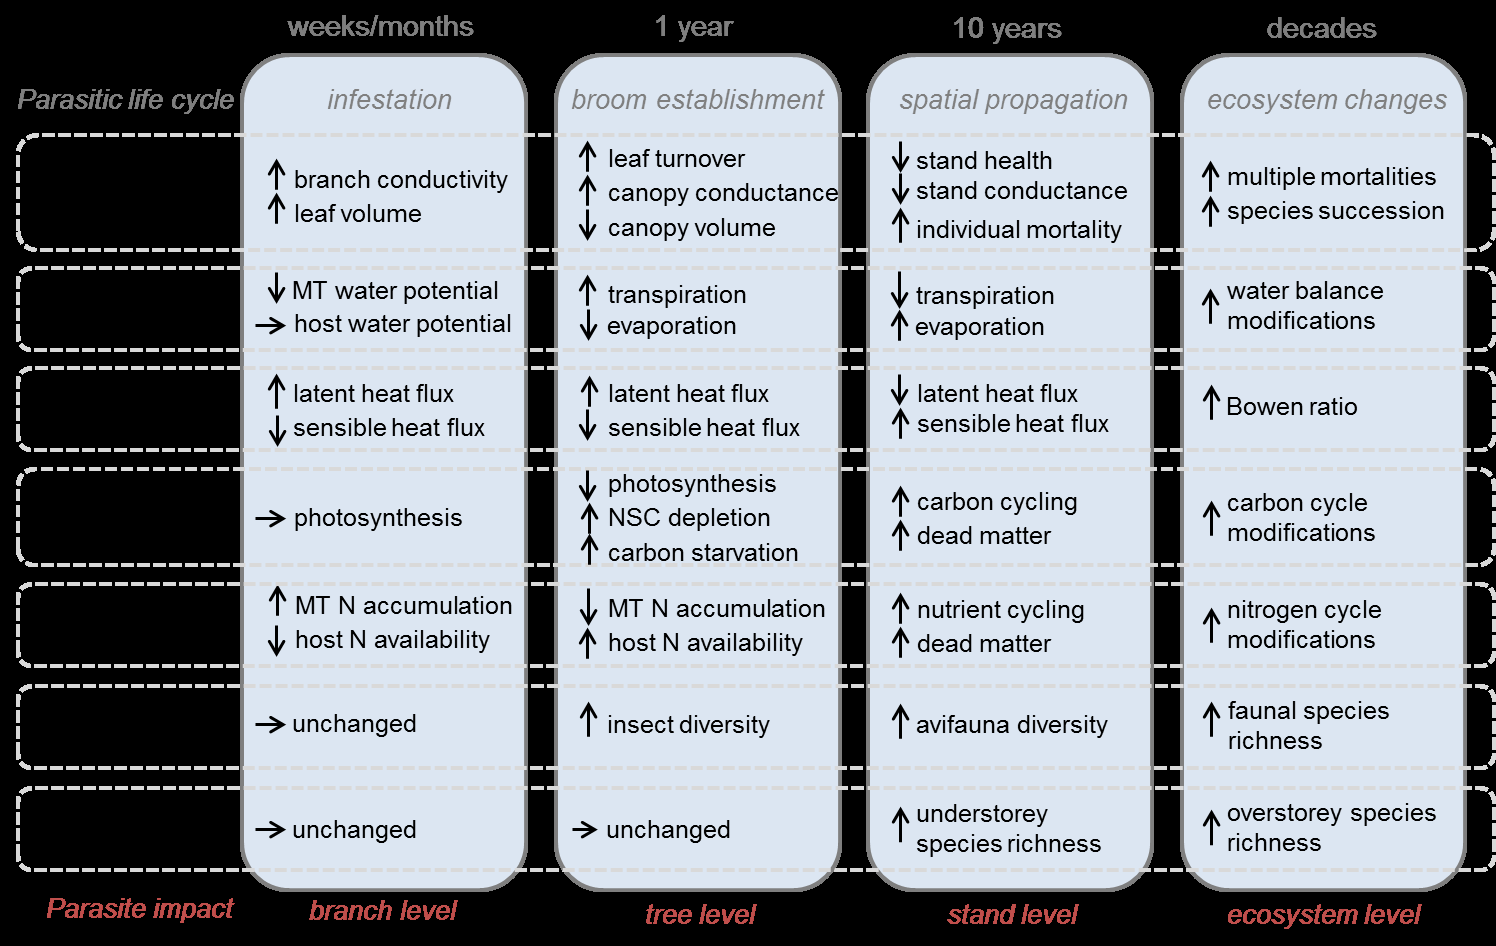 weeks/months 1 year 10 years decades
Parasitic life cycle infestation broom establishment spatial propagation ecosystem changes
↑ branch conductivity
↑ leaf volume
↑ leaf turnover
↑ canopy conductance
↓ canopy volume
↓ stand health
↓ stand conductance
↑ individual mortality
↑ multiple mortalities
↑ species succession
↓ MT water potential
→ host water potential
↑ transpiration
↓ evaporation
↓ transpiration
↑ evaporation
↑ water balance
modifications
↑ latent heat flux
↓ sensible heat flux
↑ latent heat flux
↓ sensible heat flux
↓ latent heat flux
↑ sensible heat flux
↑ Bowen ratio
→ photosynthesis
↓ photosynthesis
↑ NSC depletion
↑ carbon starvation
↑ carbon cycling
↑ dead matter
↑ carbon cycle
modifications
↑ MT N accumulation
↓ host N availability
↓ MT N accumulation
↑ host N availability
↑ nutrient cycling
↑ dead matter
↑ nitrogen cycle
modifications
→ unchanged
↑ insect diversity
↑ avifauna diversity
↑ faunal species
richness
→ unchanged
→ unchanged
↑ understorey
species richness
↑ overstorey species
richness
Parasite impact branch level tree level stand level ecosystem level